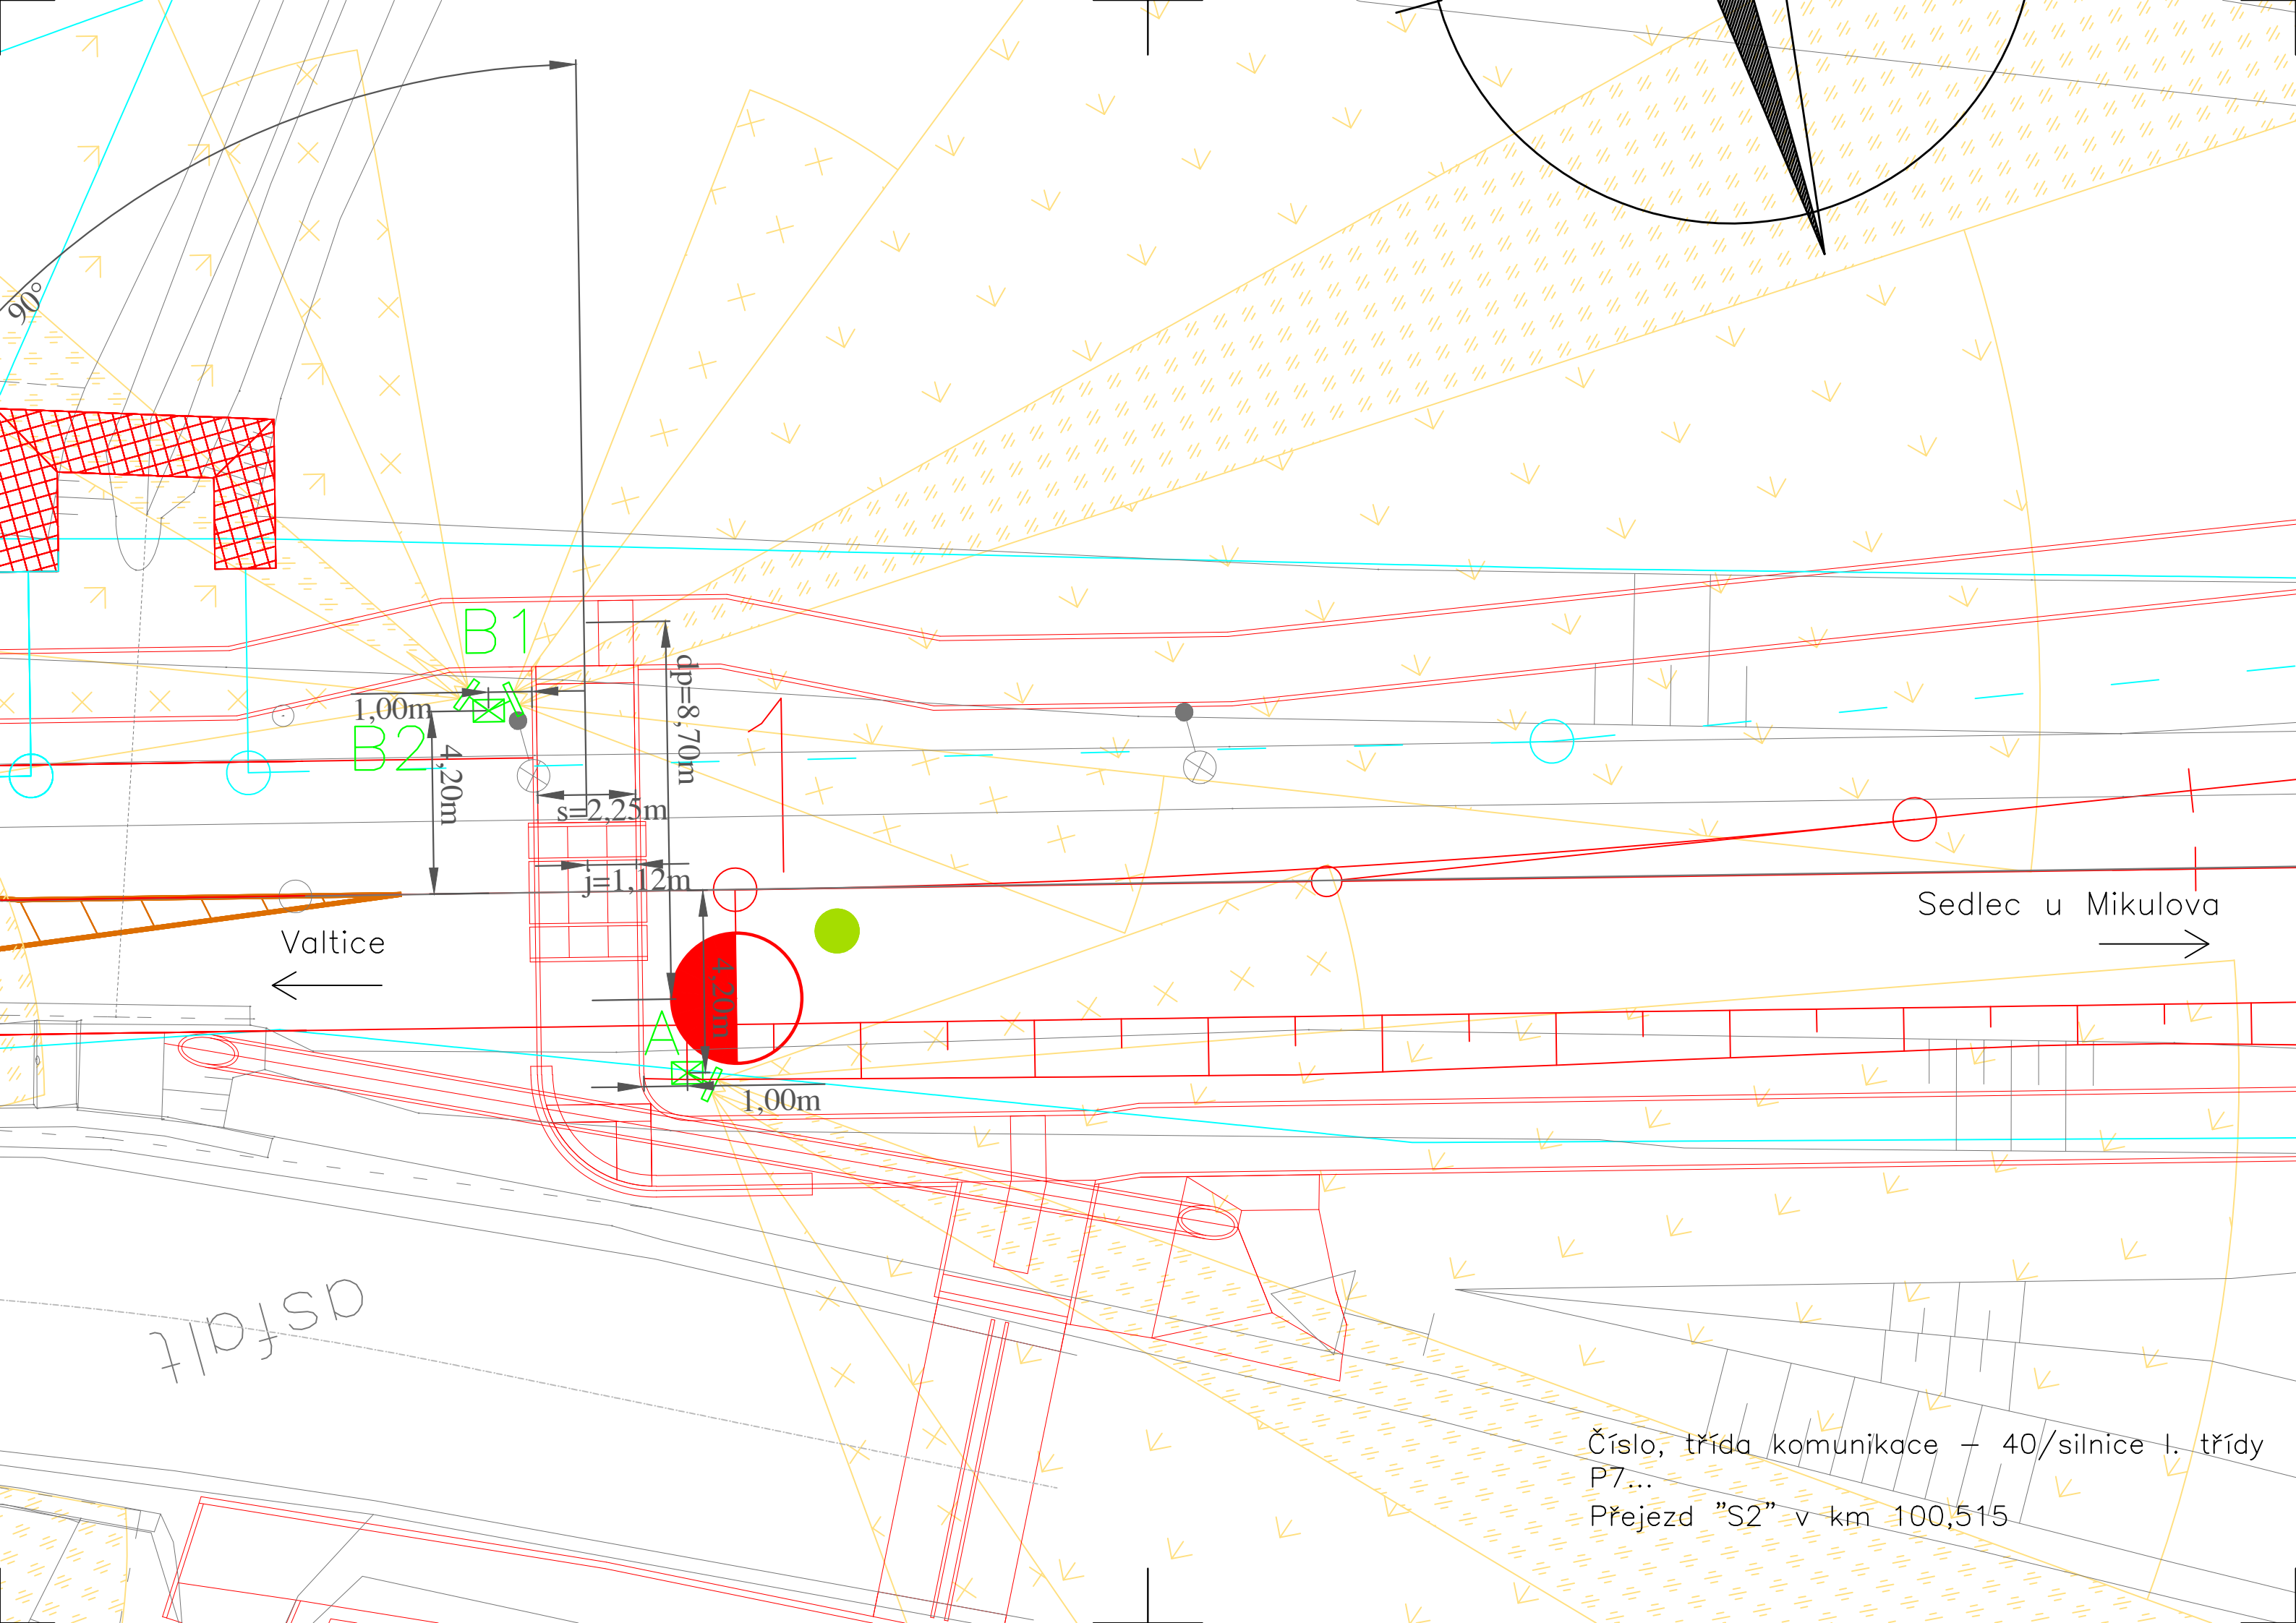 90°
B1
1,00m
B2
4,20m
dp=8,70m
1
s=2,25m
j=1,12m
Sedlec u Mikulova
Valtice
4,20m
A
1,00m
asfalt
Číslo, třída komunikace – 40/silnice I. třídy
P7...
Přejezd "S2" v km 100,515